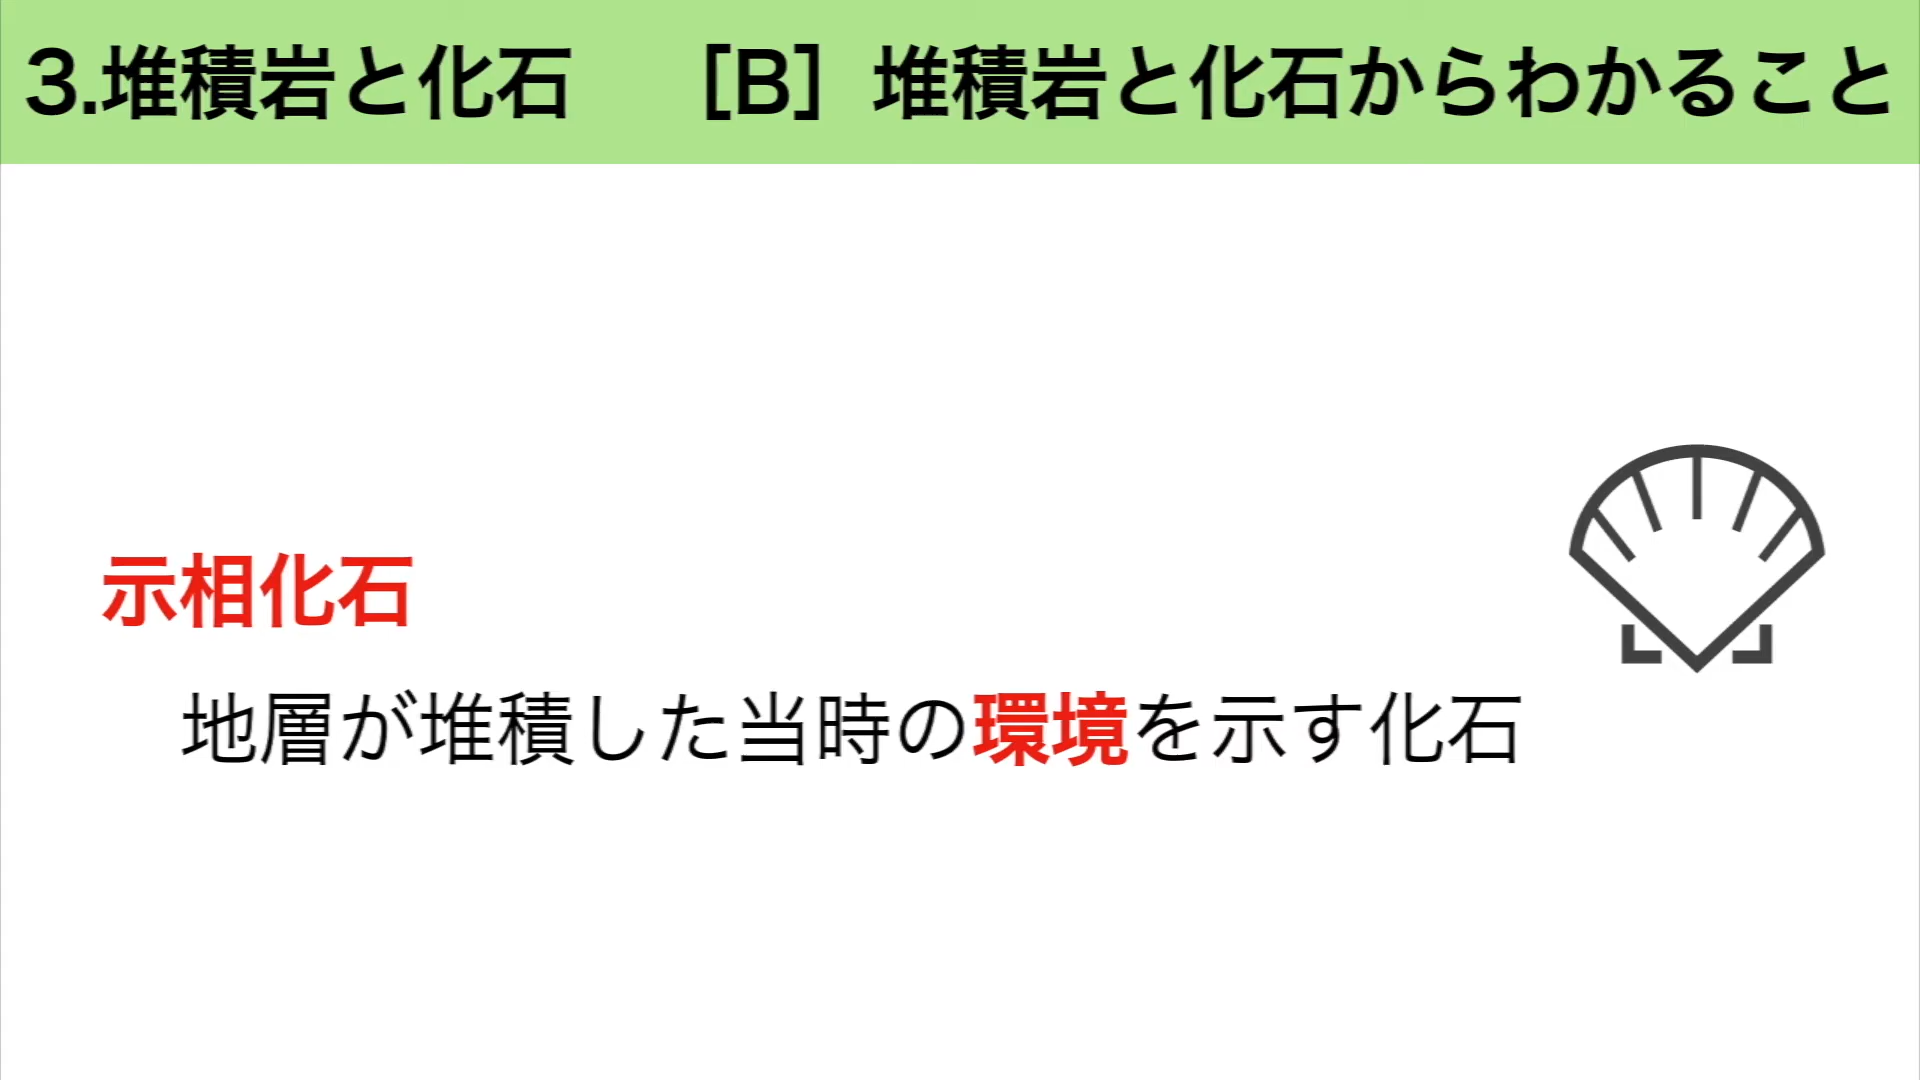 3.堆積岩と化石　［B］堆積岩と化石からわかること
示相化石
地層が堆積した当時の環境を示す化石